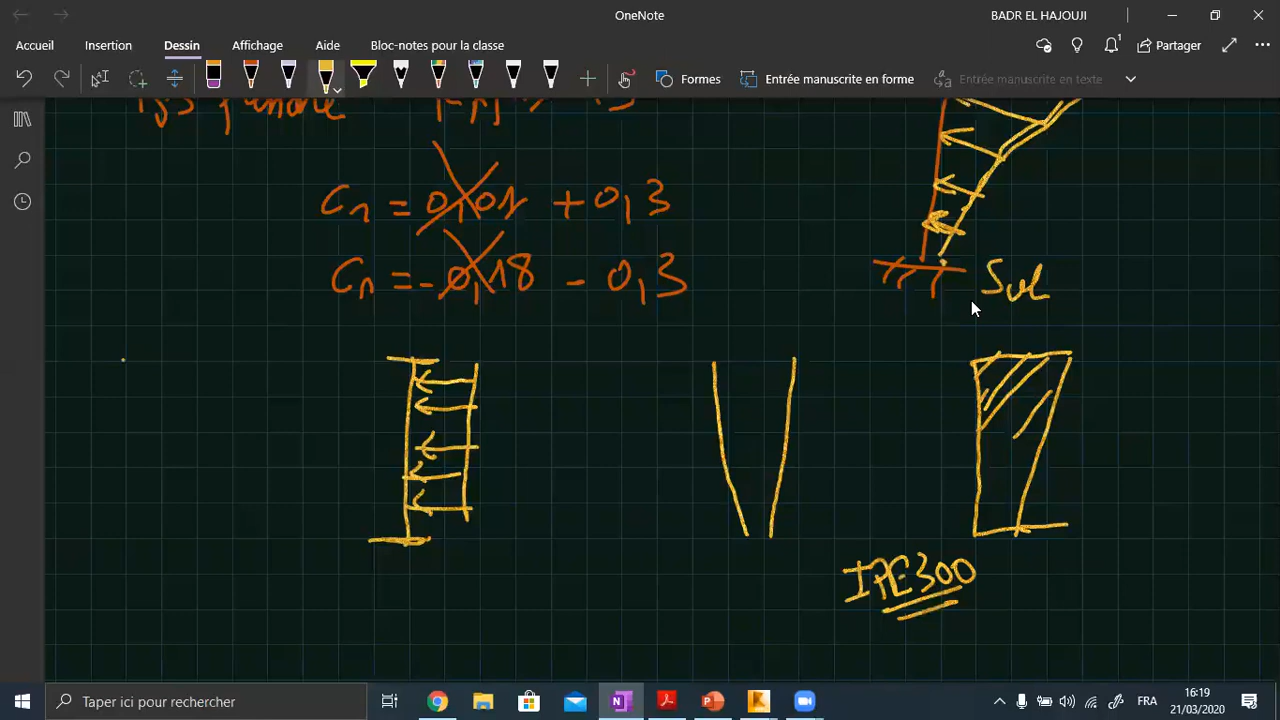 OneNote
BADR EL HAJOUJI
Accueil Insertion Dessin Affichage Aide Bloc-notes pour la classe
Partager
Formes
Entrée manuscrite en forme
Entrée manuscrite en texte
Cn = 0,01 + 0,3
Cn = - 0,18 - 0,3
Sol
IPE300
Taper ici pour rechercher
FRA
16:19
21/03/2020